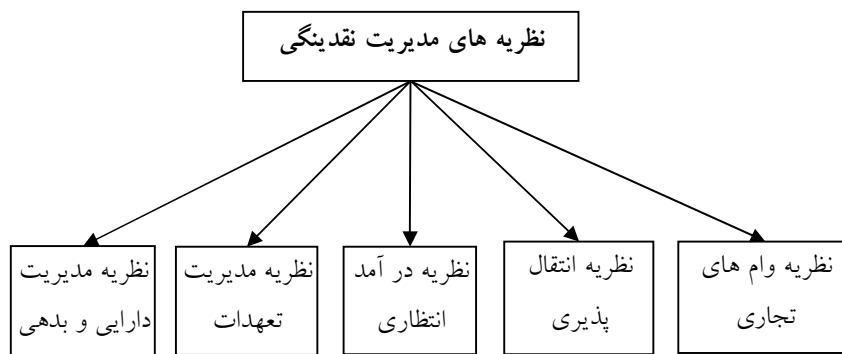 نظریه های مدیریت نقدینگی
نظریه وام های
تجاری
نظریه انتقال
پذیری
نظریه در آمد
انتظاری
نظریه مدیریت
تعهدات
نظریه مدیریت
دارایی و بدهی